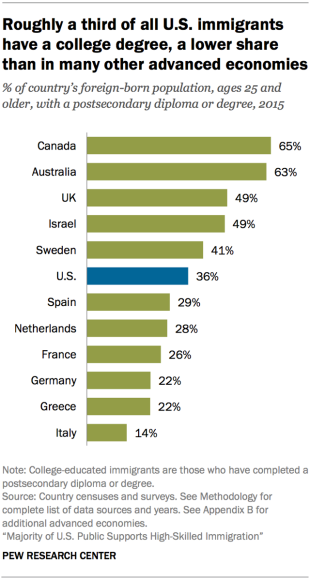 Roughly a third of all U.S. immigrants
have a college degree, a lower share
than in many other advanced economies
% of country's foreign-born population, ages 25 and
older, with a postsecondary diploma or degree, 2015
Canada 65%
Australia 63%
UK 49%
Israel 49%
Sweden 41%
U.S. 36%
Spain 29%
Netherlands 28%
France 26%
Germany 22%
Greece 22%
Italy 14%
Note: College-educated immigrants are those who have completed a
postsecondary diploma or degree.
Source: Country censuses and surveys. See Methodology for
complete list of data sources and years. See Appendix B for
additional advanced economies.
“Majority of U.S. Public Supports High-Skilled Immigration”
PEW RESEARCH CENTER